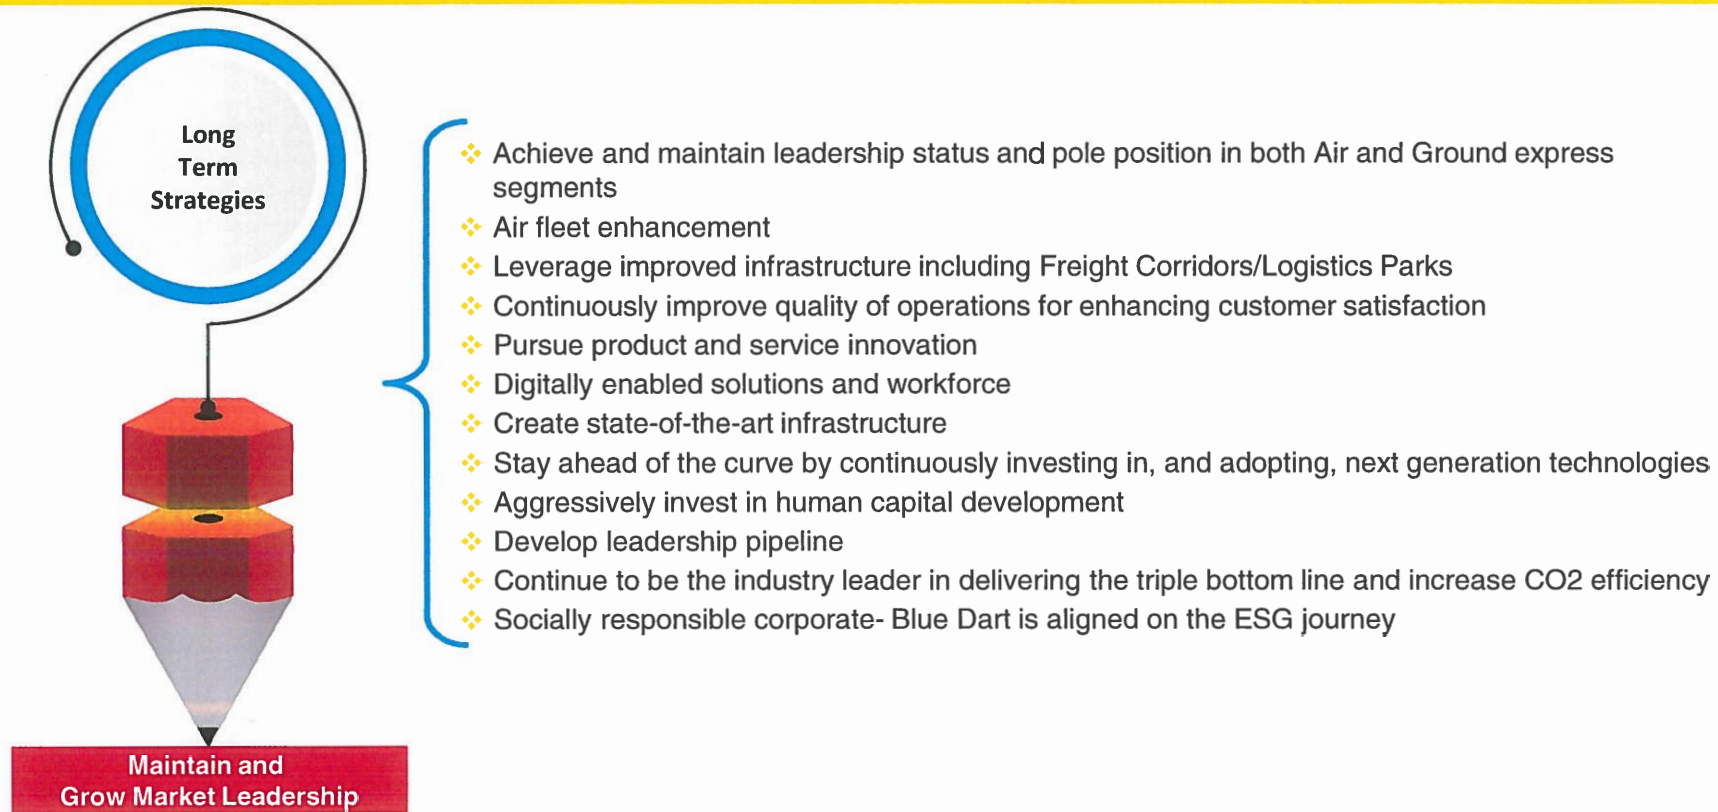 Long
Term
Strategies
Achieve and maintain leadership status and pole position in both Air and Ground express
segments
Air fleet enhancement
Leverage improved infrastructure including Freight Corridors/Logistics Parks
Continuously improve quality of operations for enhancing customer satisfaction
Pursue product and service innovation
Digitally enabled solutions and workforce
Create state-of-the-art infrastructure
Stay ahead of the curve by continuously investing in, and adopting, next generation technologies
Aggressively invest in human capital development
Develop leadership pipeline
Continue to be the industry leader in delivering the triple bottom line and increase CO2 efficiency
Socially responsible corporate- Blue Dart is aligned on the ESG journey
Maintain and
Grow Market Leadership